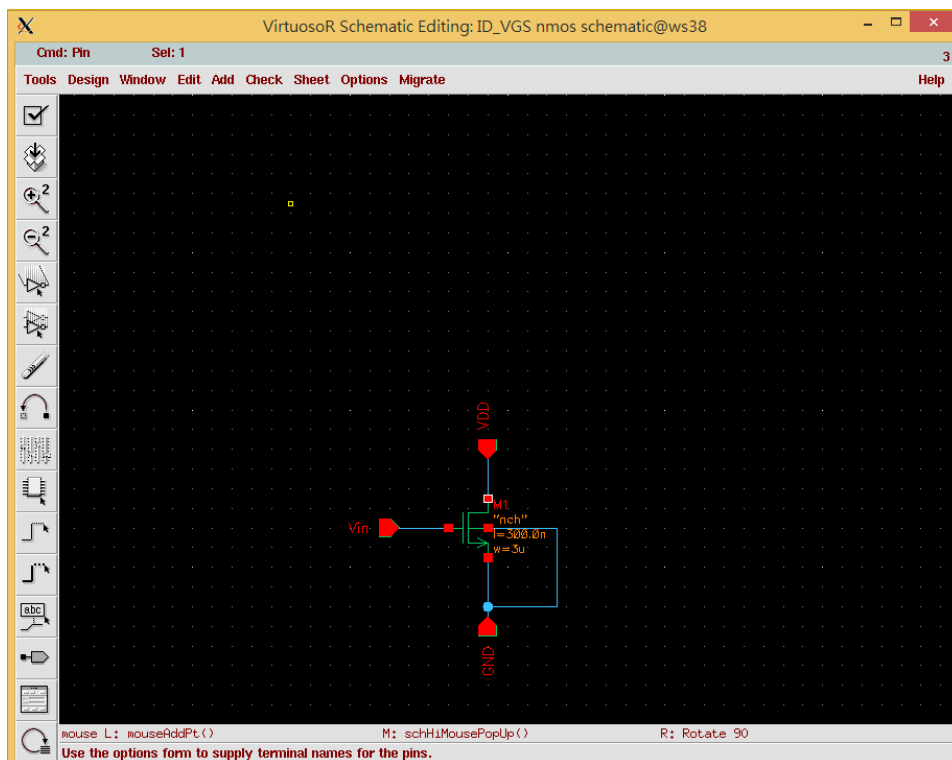 VirtuosoR Schematic Editing: ID_VGS nmos schematic@ws38
Cmd: Pin Sel: 1 3
Tools Design Window Edit Add Check Sheet Options Migrate Help
2
2
abc
VDD
M1
"nch"
l=300.0n
w=3u
Vin
GND
mouse L: mouseAddPt() M: schHiMousePopUp() R: Rotate 90
Use the options form to supply terminal names for the pins.